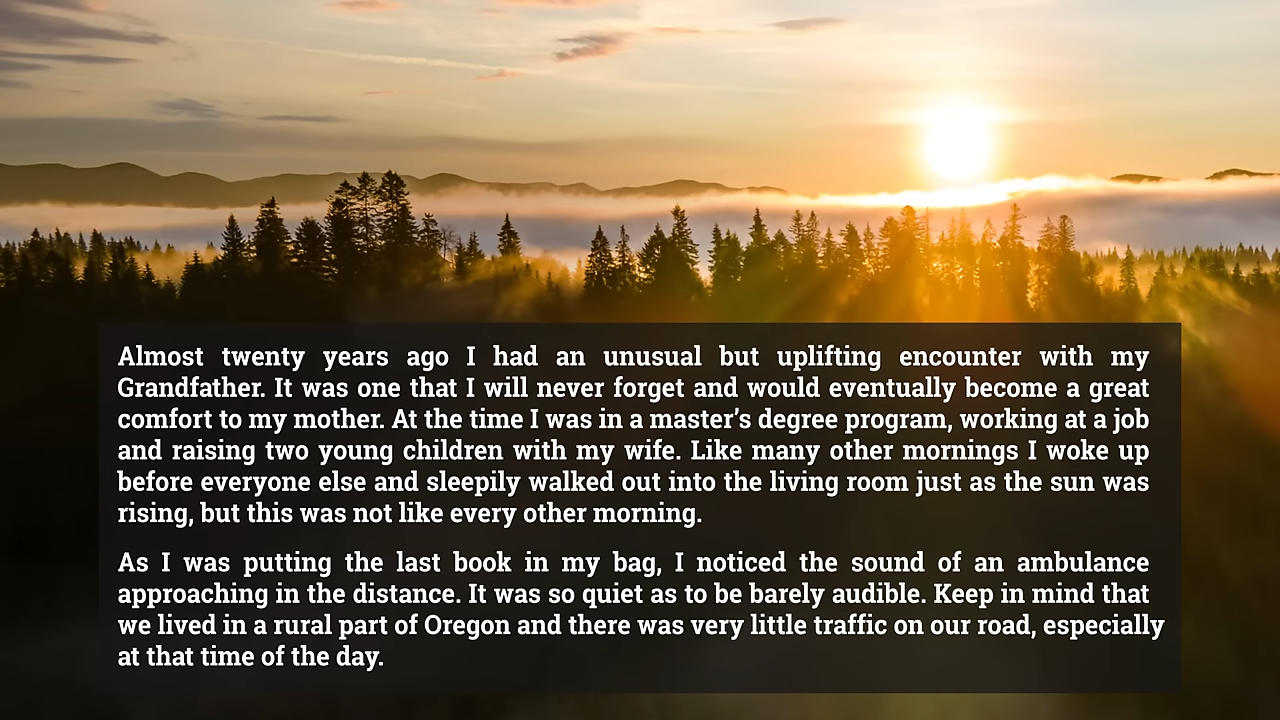 Almost twenty years ago I had an unusual but uplifting encounter with my
Grandfather. It was one that I will never forget and would eventually become a great
comfort to my mother. At the time I was in a master’s degree program, working at a job
and raising two young children with my wife. Like many other mornings I woke up
before everyone else and sleepily walked out into the living room just as the sun was
rising, but this was not like every other morning.
As I was putting the last book in my bag, I noticed the sound of an ambulance
approaching in the distance. It was so quiet as to be barely audible. Keep in mind that
we lived in a rural part of Oregon and there was very little traffic on our road, especially
at that time of the day.